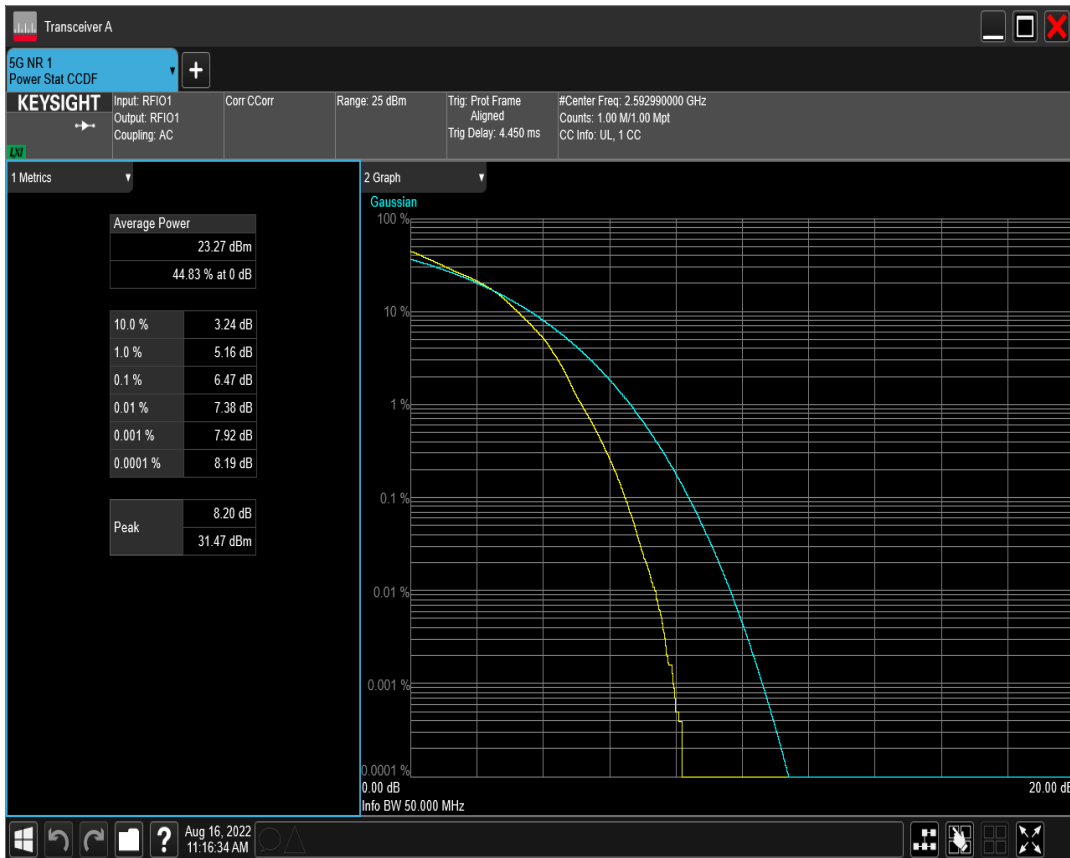 Transceiver A
5G NR 1
Power Stat CCDF
+
KEYSIGHT
LXI
Input: RFIO1
Output: RFIO1
Coupling: AC
Corr CCorr
Range: 25 dBm
Trig: Prot Frame
Aligned
Trig Delay: 4.450 ms
#Center Freq: 2.592990000 GHz
Counts: 1.00 M/1.00 Mpt
CC Info: UL, 1 CC
1 Metrics
Average Power
23.27 dBm
44.83 % at 0 dB
10.0 % 3.24 dB
1.0 % 5.16 dB
0.1 % 6.47 dB
0.01 % 7.38 dB
0.001 % 7.92 dB
0.0001 % 8.19 dB
Peak
8.20 dB
31.47 dBm
2 Graph
Gaussian
100 %
10 %
1 %
0.1 %
0.01 %
0.001 %
0.0001 %
0.00 dB 20.00 dB
Info BW 50.000 MHz
?
Aug 16, 2022
11:16:34 AM